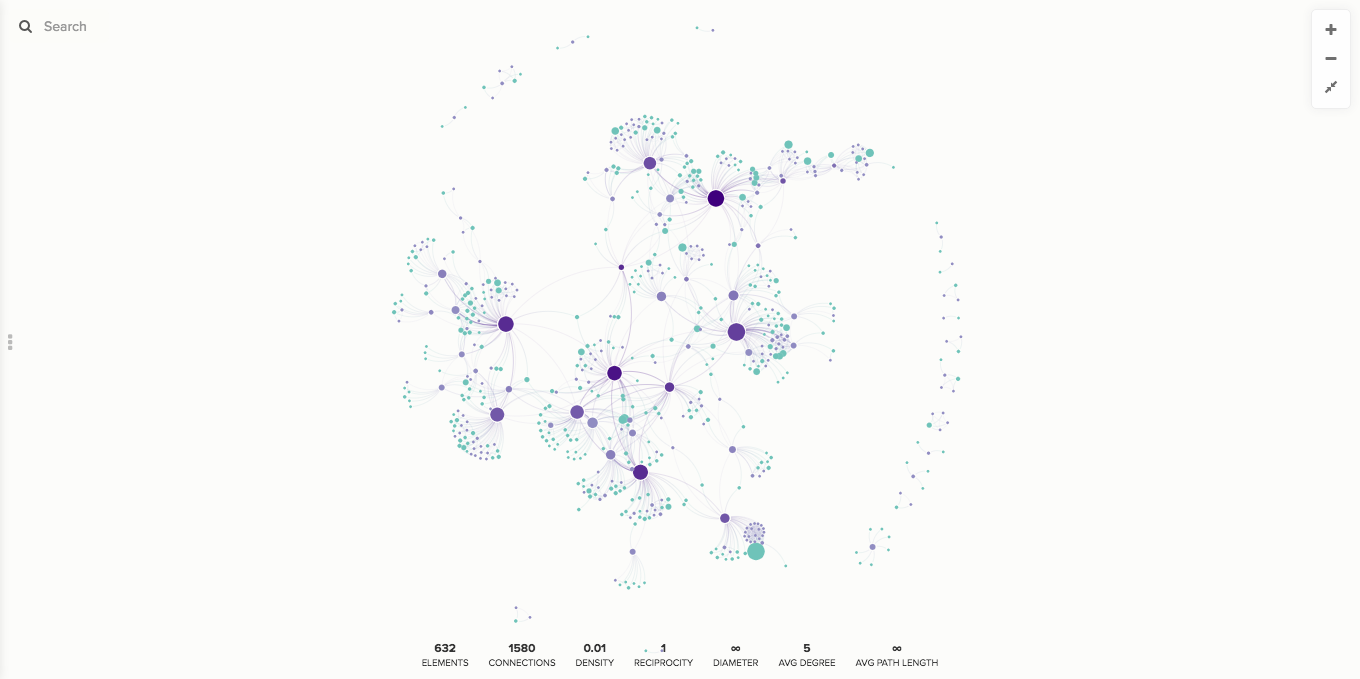 Search
632 1580 0.01 1 ∞ 5 ∞
ELEMENTS CONNECTIONS DENSITY RECIPROCITY DIAMETER AVG DEGREE AVG PATH LENGTH